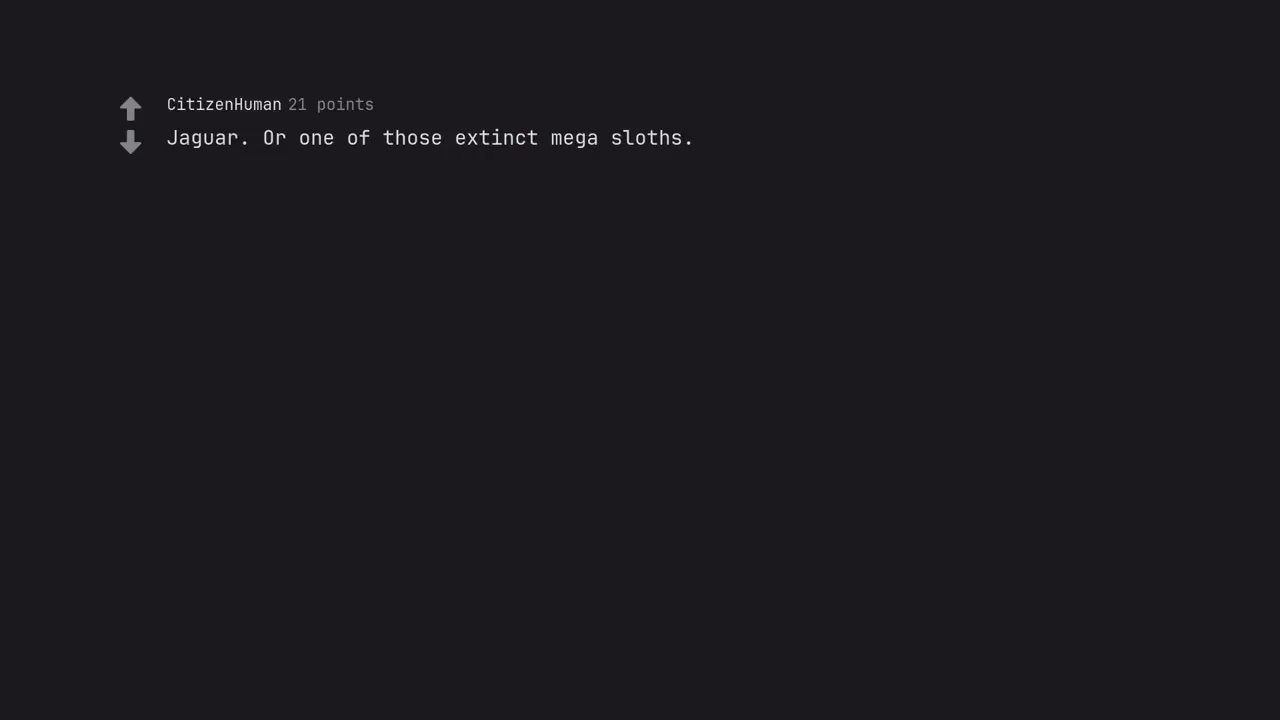 CitizenHuman 21 points
Jaguar. Or one of those extinct mega sloths.